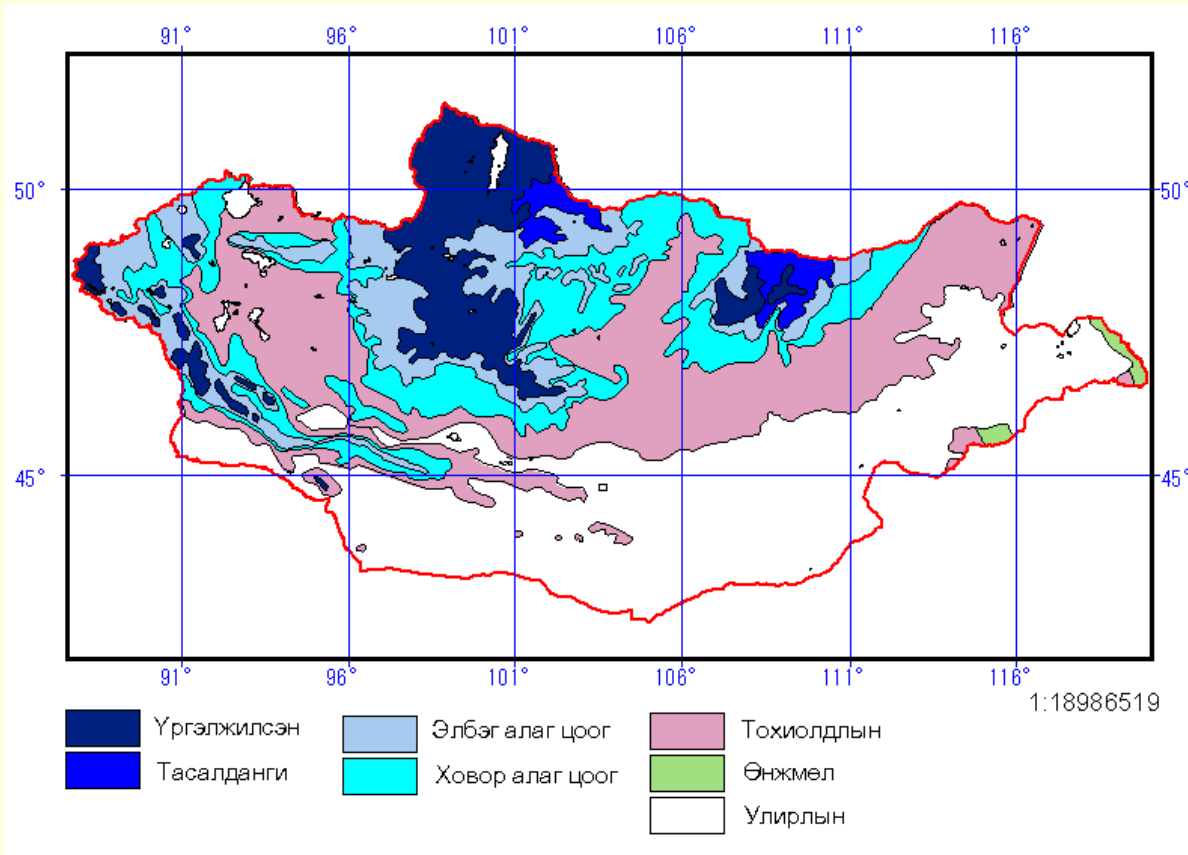 91° 96° 101° 106° 111° 116°
50° 50°
45° 45°
91° 96° 101° 106° 111° 116°
1:18986519
Үргэлжилсэн Элбэг алаг цоог Тохиолдлын
Тасалданги Ховор алаг цоог Өнжмөл
Улирлын